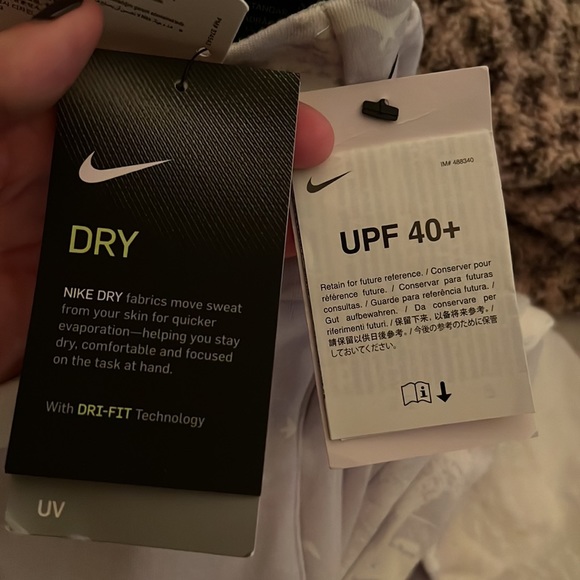 DRY
NIKE DRY fabrics move sweat
from your skin for quicker
evaporation—helping you stay
dry, comfortable and focused
on the task at hand.
With DRI-FIT Technology
UV
IM# 488340
UPF 40+
Retain for future reference. / Conserver pour
référence future. / Conservar para futuras
consultas. / Guarde para referência futura. /
Gut aufbewahren. / Da conservare per
riferimenti futuri. / 保留下来，以备将来参考。/
請保留以供日後參考。/ 今後の参考のために保管
しておいてください。